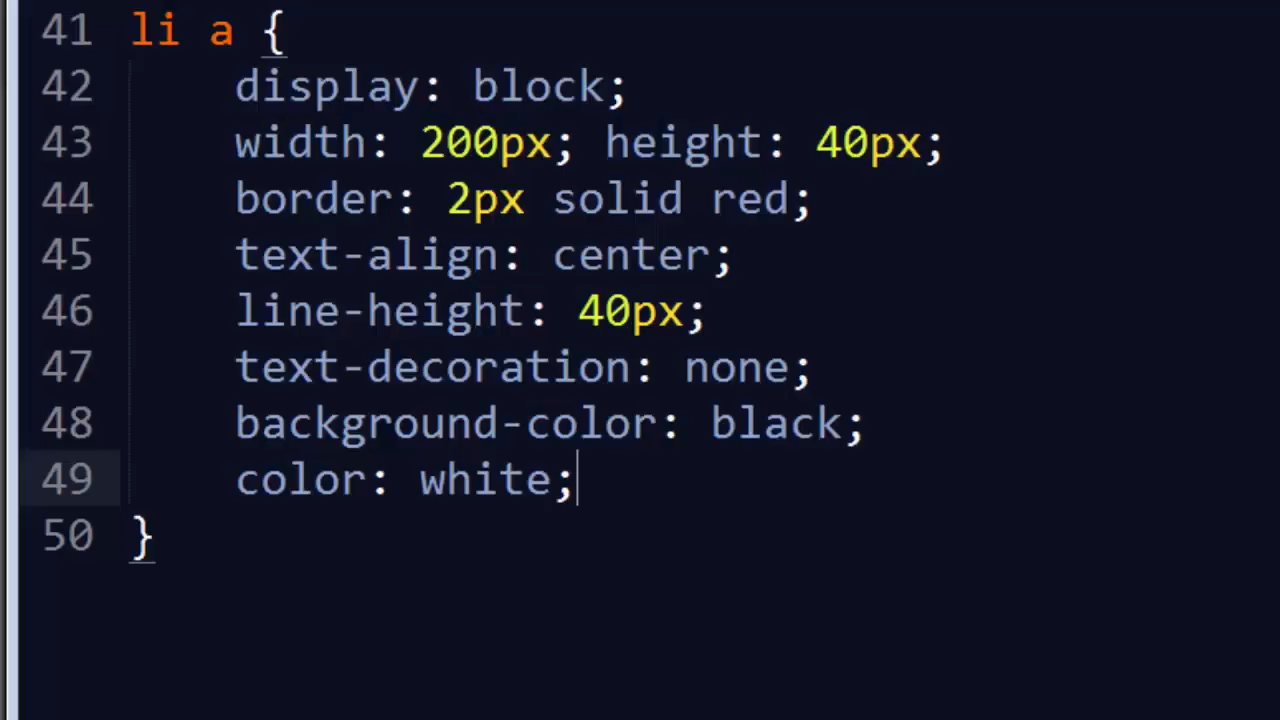 41 li a {
42 display: block;
43 width: 200px; height: 40px;
44 border: 2px solid red;
45 text-align: center;
46 line-height: 40px;
47 text-decoration: none;
48 background-color: black;
49 color: white;
50 }